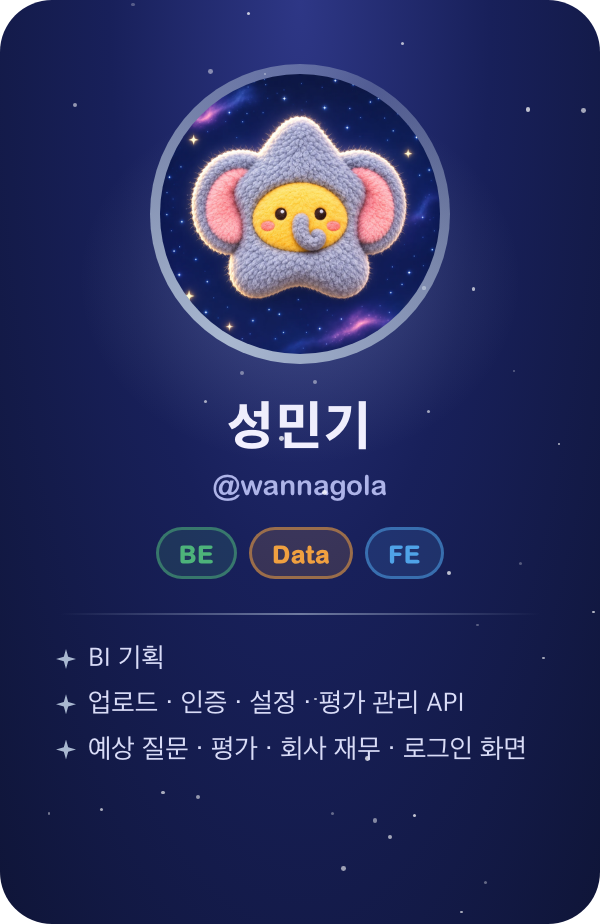 성민기
@wannagola
BE Data FE
BI 기획
업로드 · 인증 · 설정 · 평가 관리 API
예상 질문 · 평가 · 회사 재무 · 로그인 화면